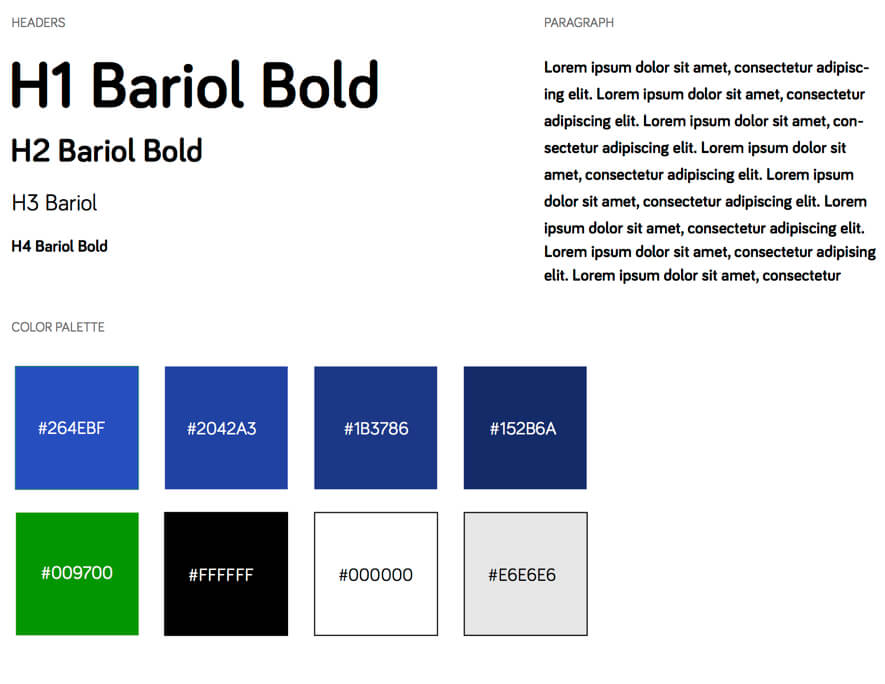 HEADERS
H1 Bariol Bold
H2 Bariol Bold
H3 Bariol
H4 Bariol Bold
PARAGRAPH
Lorem ipsum dolor sit amet, consectetur adipisc-
ing elit. Lorem ipsum dolor sit amet, consectetur
adipiscing elit. Lorem ipsum dolor sit amet, con-
sectetur adipiscing elit. Lorem ipsum dolor sit
amet, consectetur adipiscing elit. Lorem ipsum
dolor sit amet, consectetur adipiscing elit. Lorem
ipsum dolor sit amet, consectetur adipiscing elit.
Lorem ipsum dolor sit amet, consectetur adipising
elit. Lorem ipsum dolor sit amet, consectetur
COLOR PALETTE
#264EBF
#2042A3
#1B3786
#152B6A
#009700
#FFFFFF
#000000
#E6E6E6